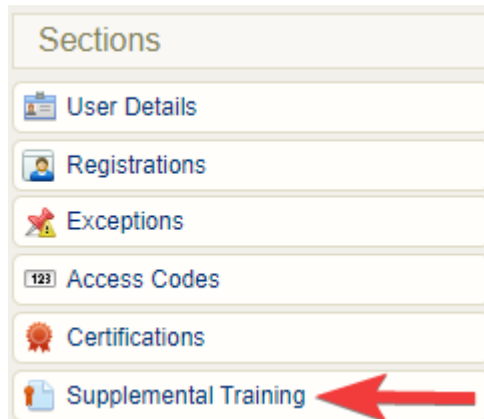 Sections
User Details
Registrations
Exceptions
123 Access Codes
Certifications
Supplemental Training